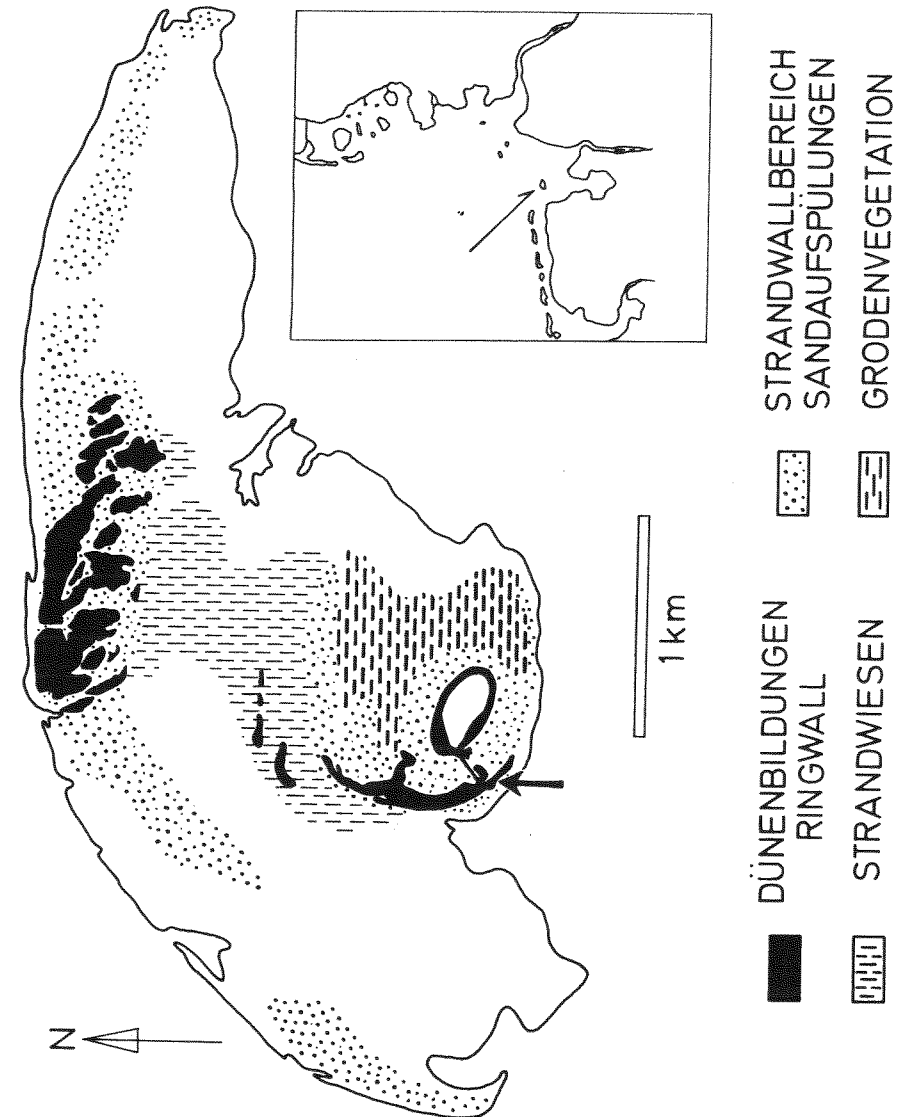 N
1 km
DÜNENBILDUNGEN
RINGWALL
STRANDWALLBEREICH
SANDAUFSPÜLUNGEN
STRANDWIESEN
GRODENVEGETATION